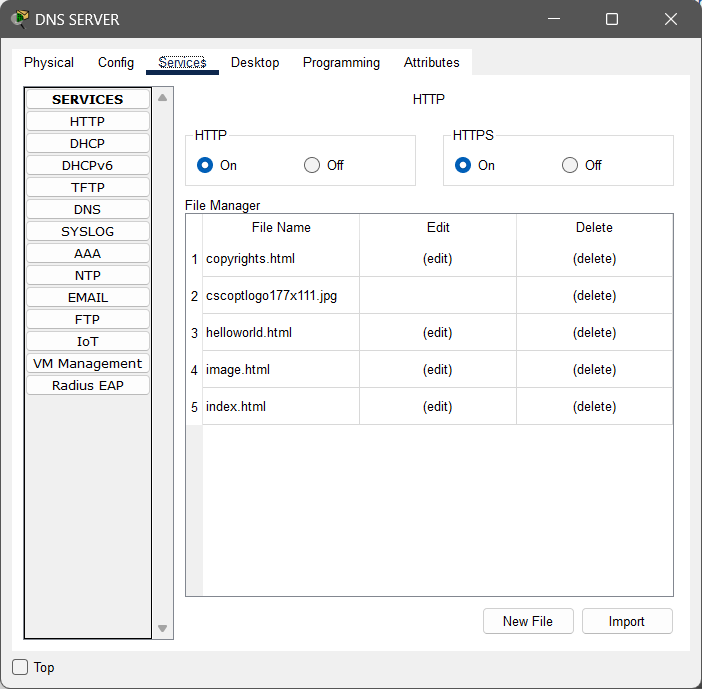 DNS SERVER
Physical Config Services Desktop Programming Attributes
SERVICES
HTTP
DHCP
DHCPv6
TFTP
DNS
SYSLOG
AAA
NTP
EMAIL
FTP
IoT
VM Management
Radius EAP
HTTP
HTTP
On Off
HTTPS
On Off
File Manager
File Name Edit Delete
1 copyrights.html (edit) (delete)
2 cscoptlogo177x111.jpg (delete)
3 helloworld.html (edit) (delete)
4 image.html (edit) (delete)
5 index.html (edit) (delete)
New File Import
Top